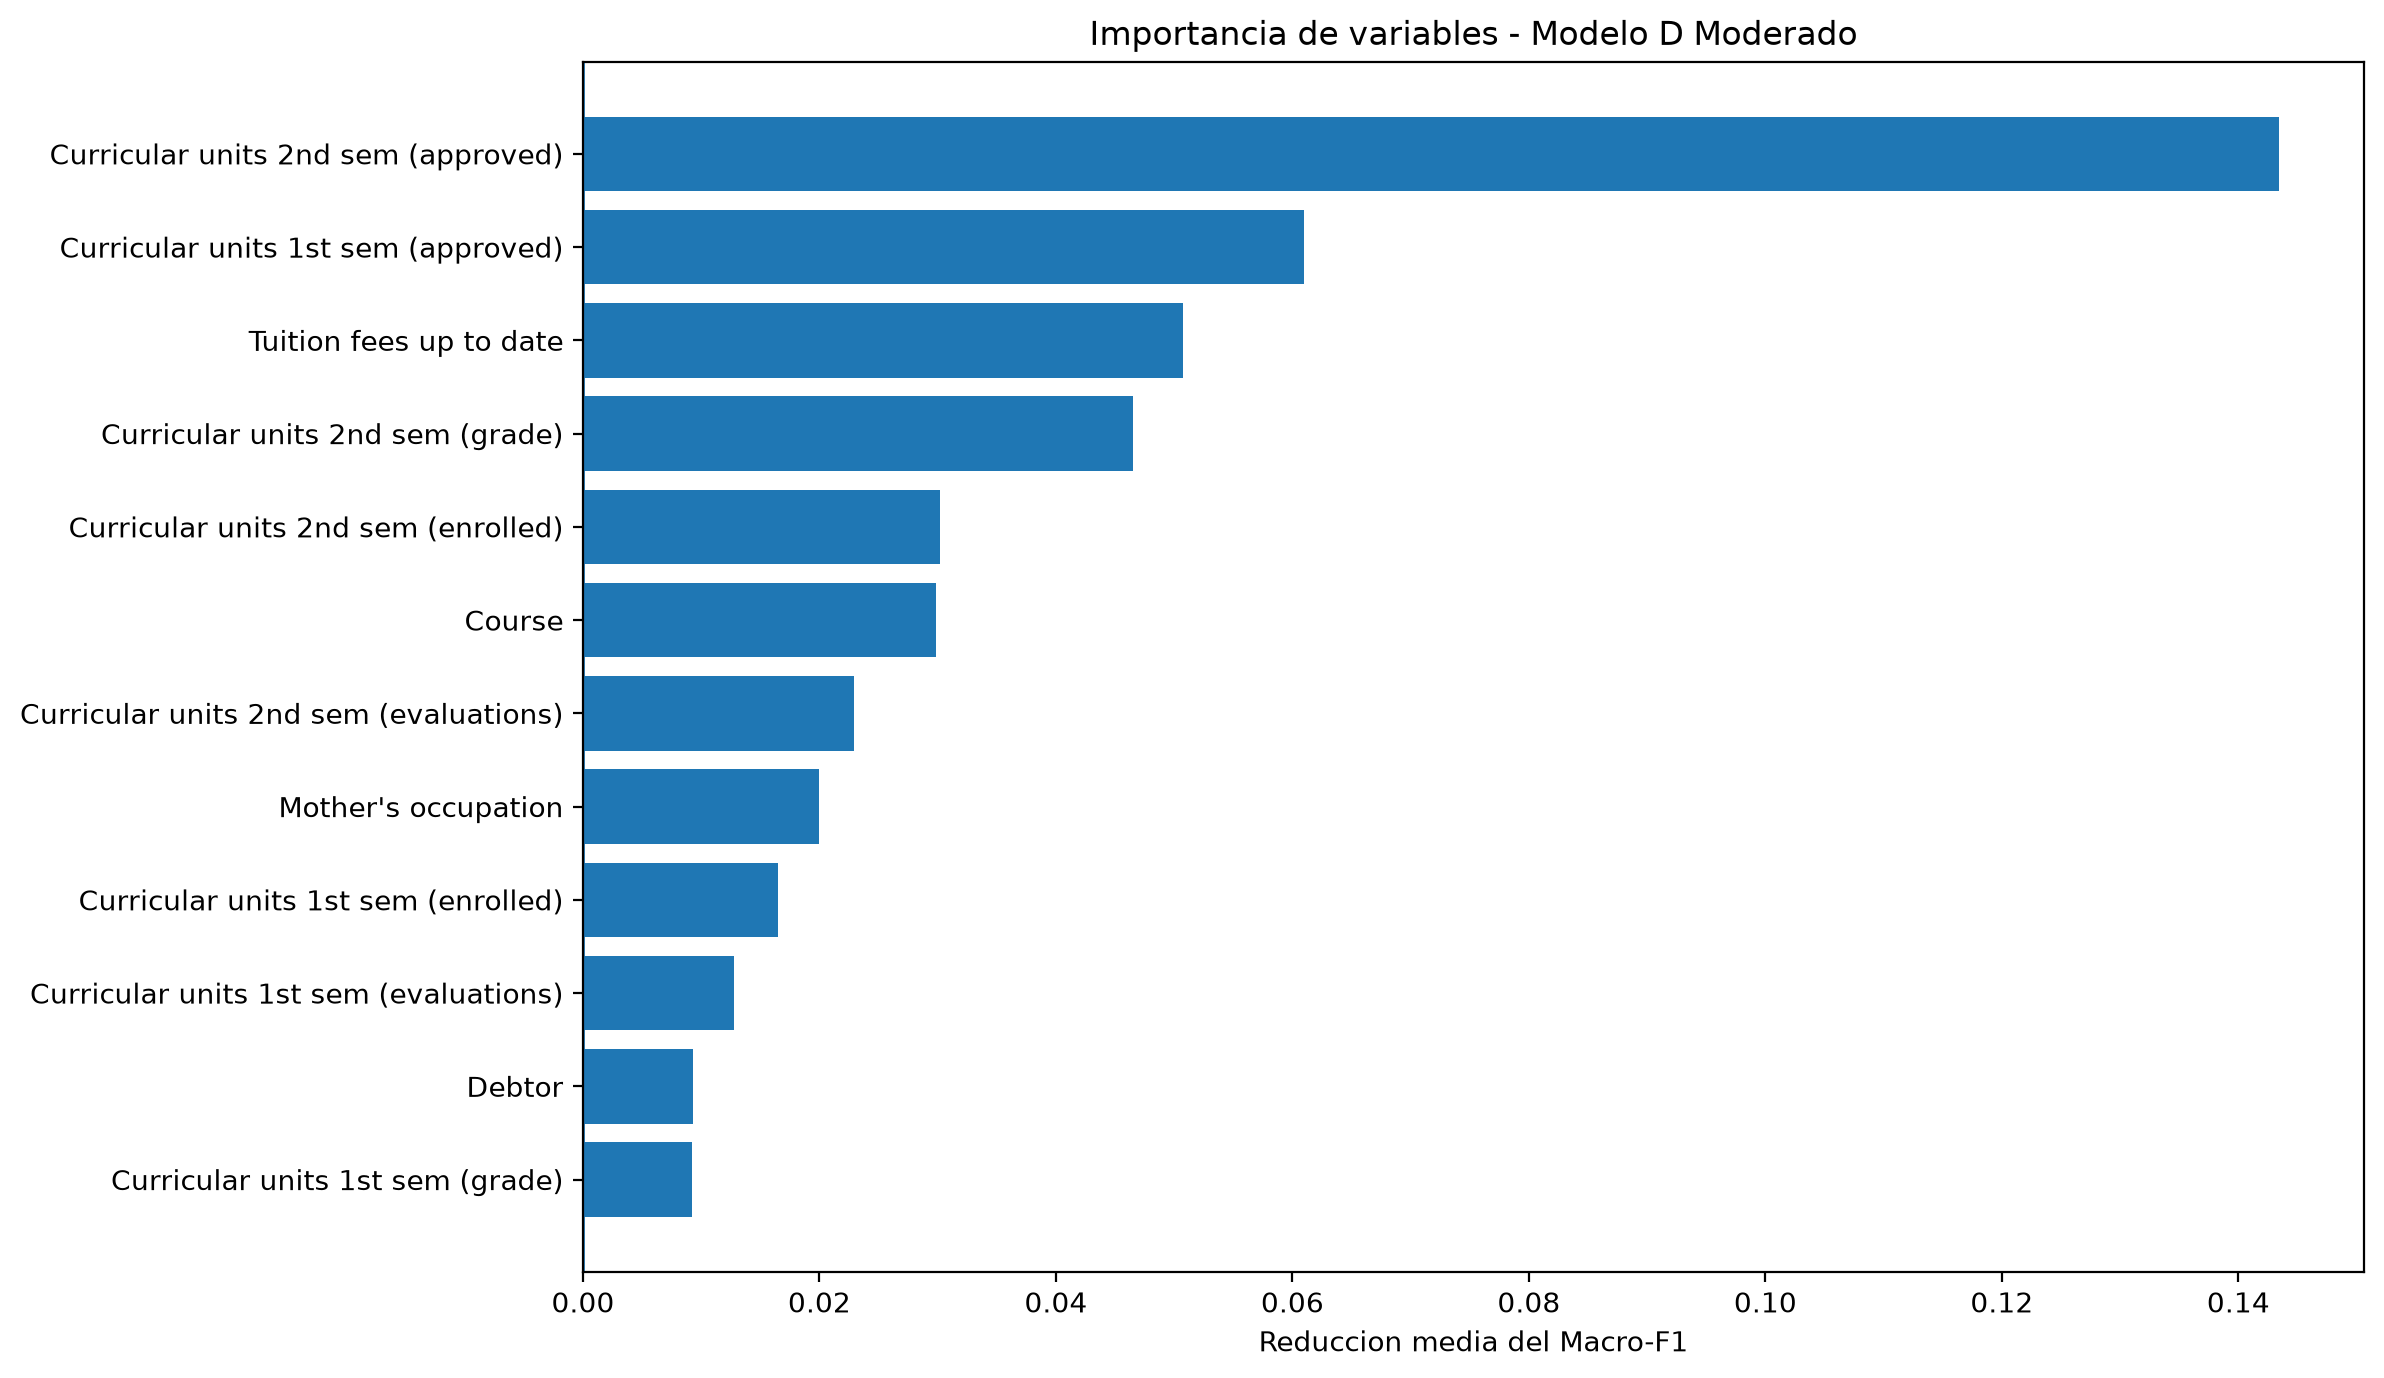 Importancia de variables - Modelo D Moderado
Curricular units 2nd sem (approved)
Curricular units 1st sem (approved)
Tuition fees up to date
Curricular units 2nd sem (grade)
Curricular units 2nd sem (enrolled)
Course
Curricular units 2nd sem (evaluations)
Mother's occupation
Curricular units 1st sem (enrolled)
Curricular units 1st sem (evaluations)
Debtor
Curricular units 1st sem (grade)
0.00 0.02 0.04 0.06 0.08 0.10 0.12 0.14
Reduccion media del Macro-F1